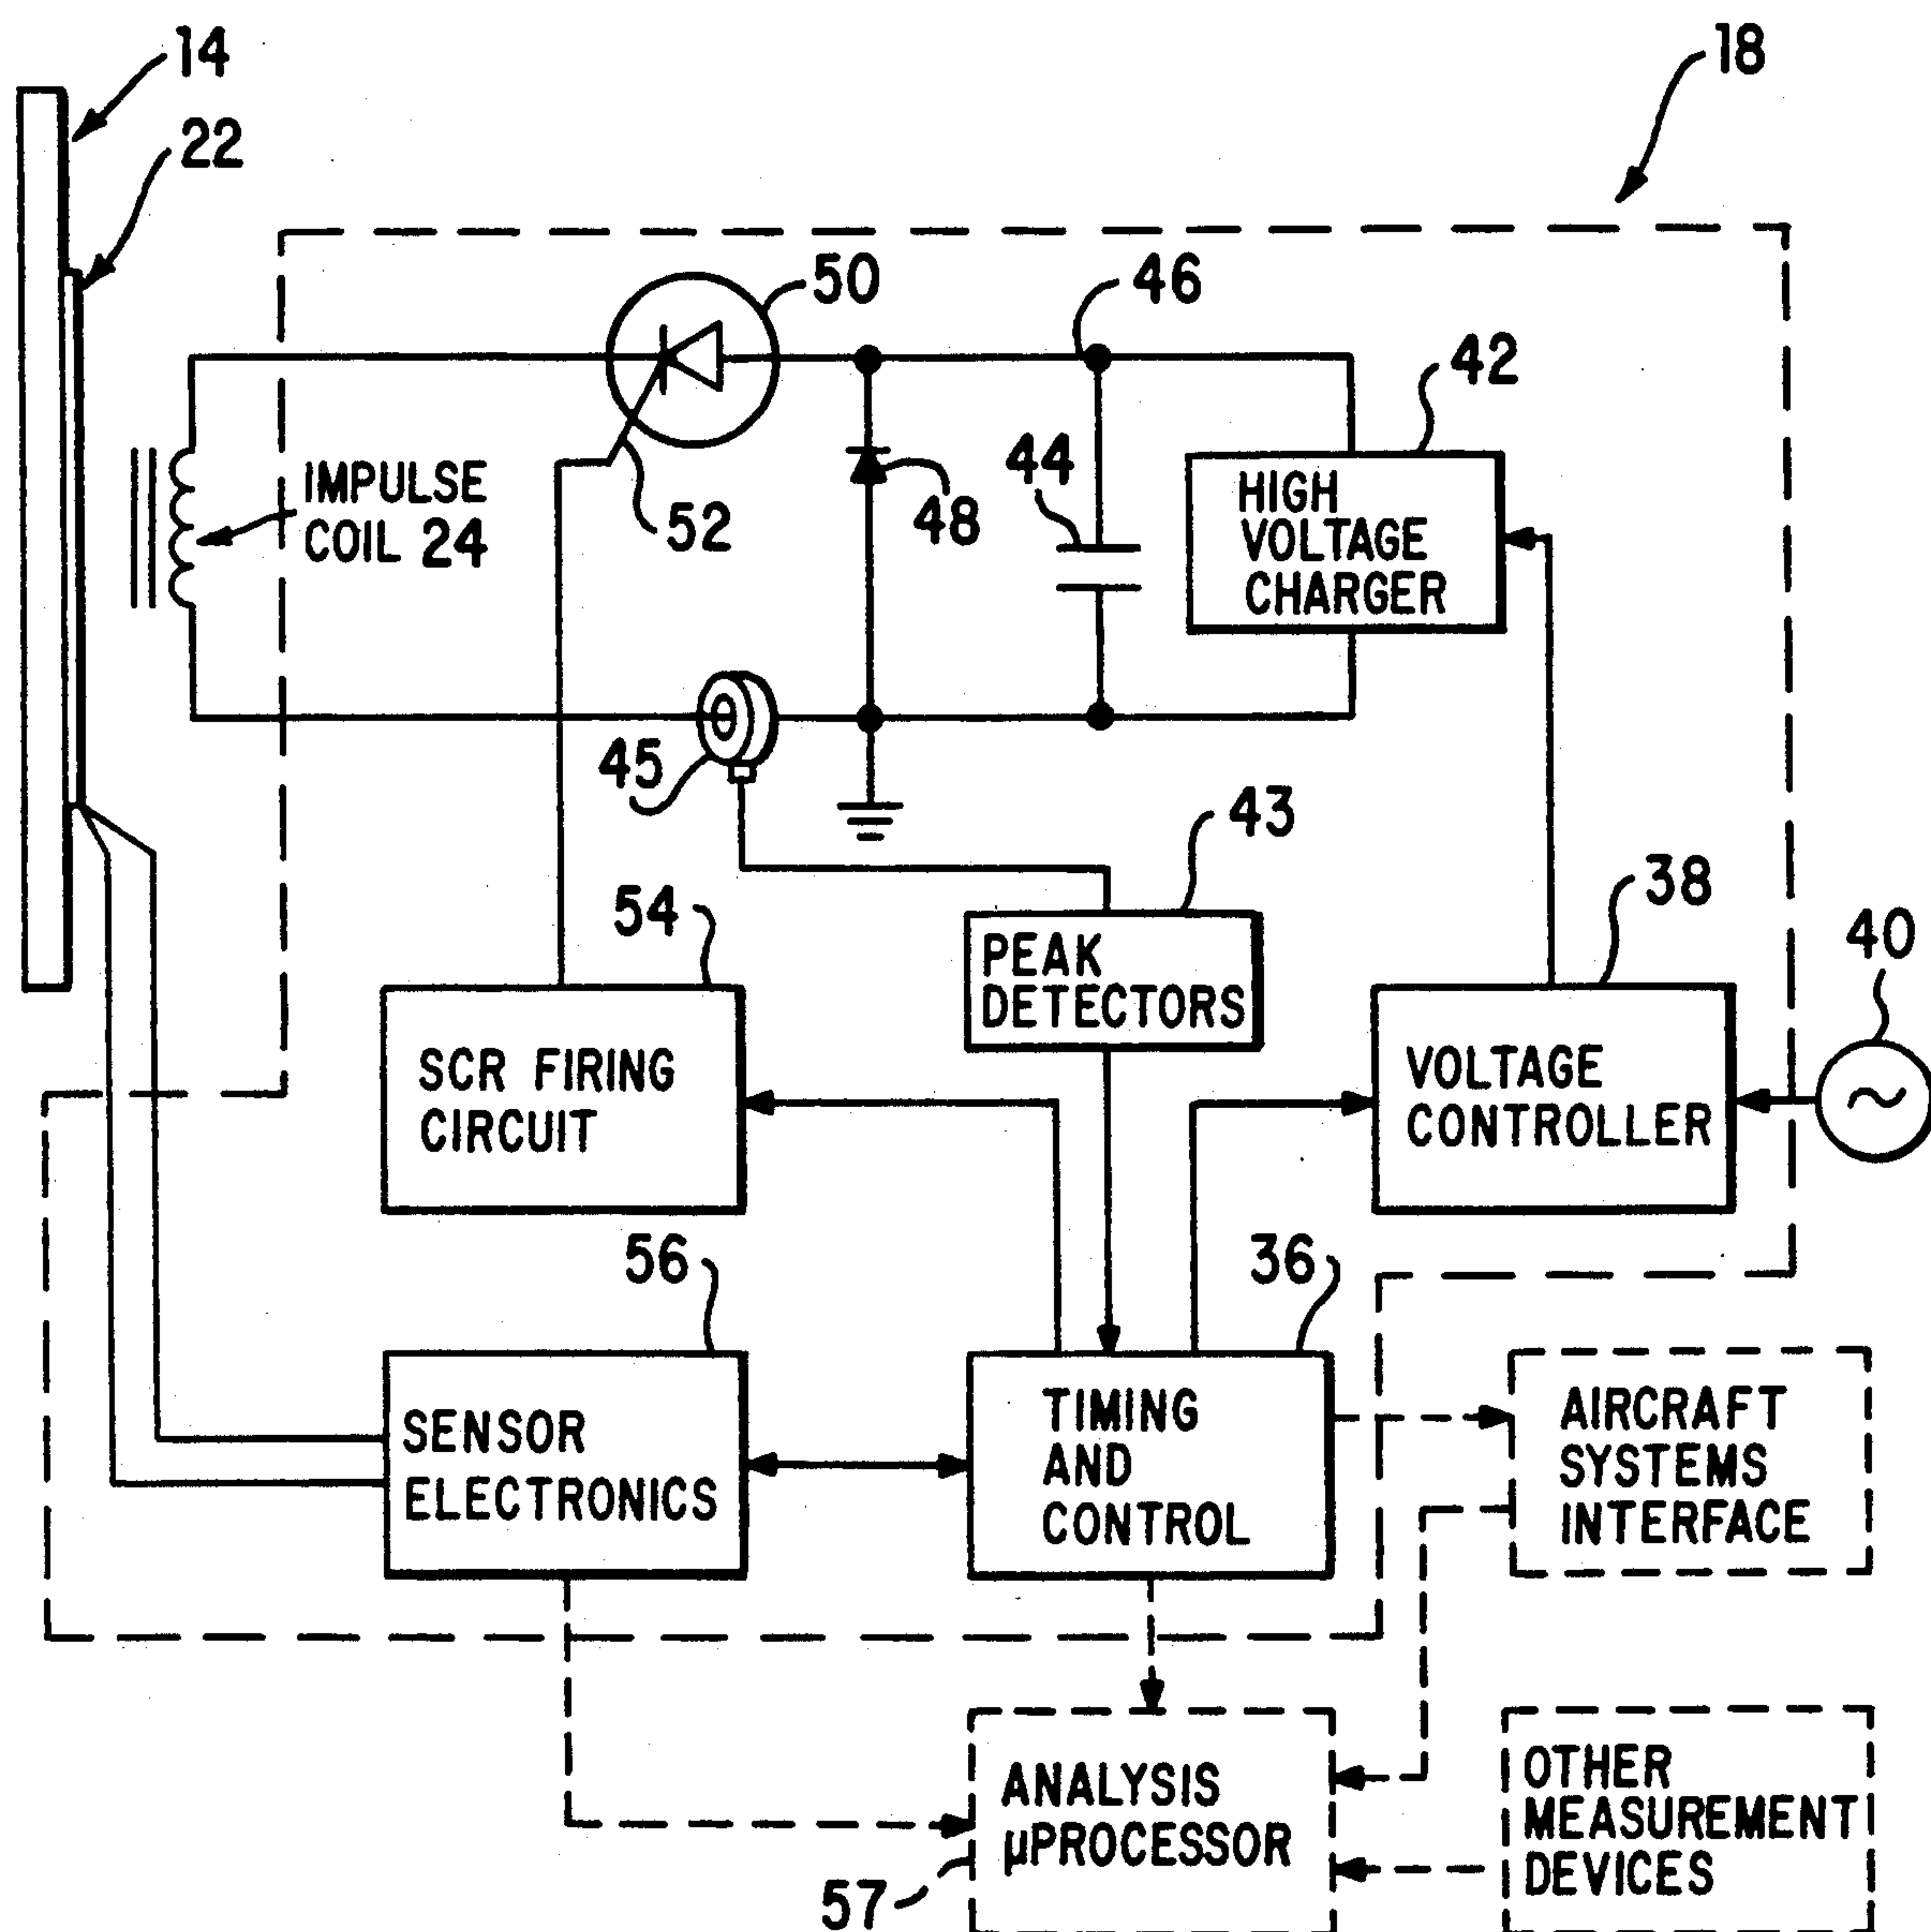 14
18
22
50
46
42
IMPULSE
COIL 24
52
48
44
HIGH
VOLTAGE
CHARGER
45
43
54
38
40
PEAK
DETECTORS
SCR FIRING
CIRCUIT
VOLTAGE
CONTROLLER
56
36
SENSOR
ELECTRONICS
TIMING
AND
CONTROL
AIRCRAFT
SYSTEMS
INTERFACE
ANALYSIS
µPROCESSOR
57
OTHER
MEASUREMENT
DEVICES